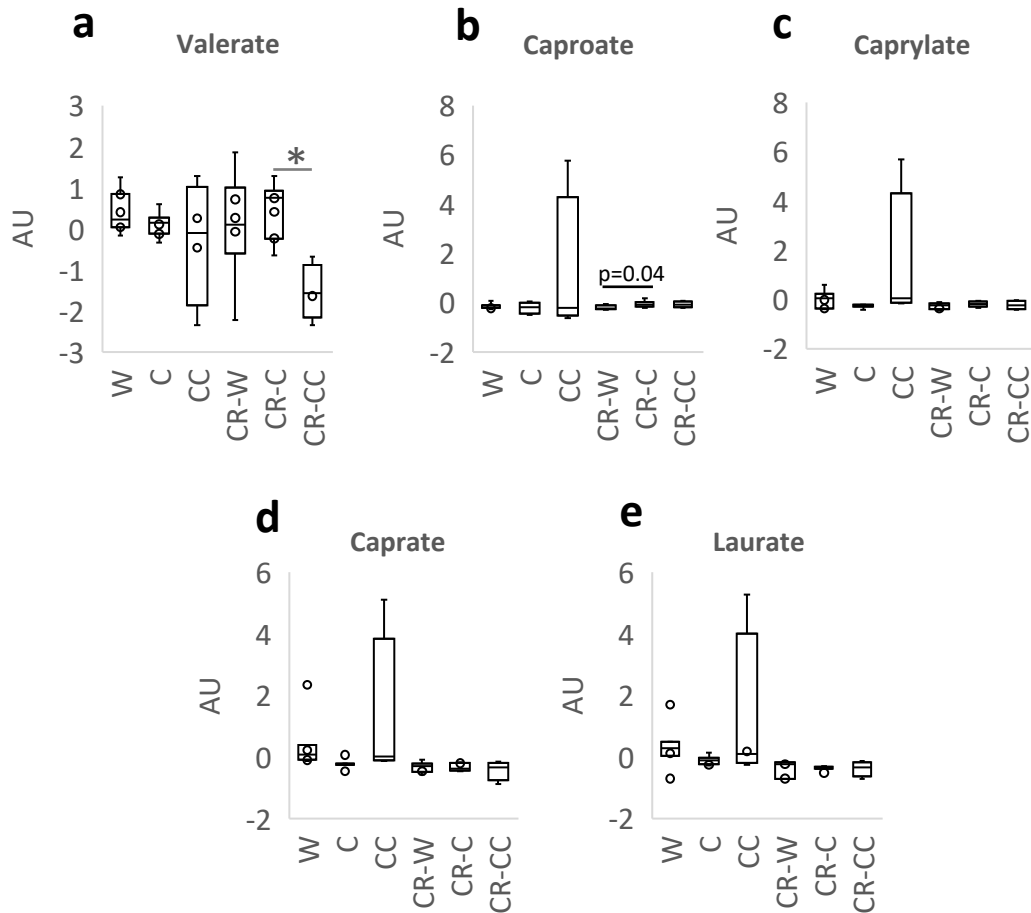 a
Valerate
3
2
1
0
-1
-2
-3
AU
*
W
C
CC
CR-W
CR-C
CR-CC
b
Caproate
8
6
4
2
0
-2
AU
p=0.04
W
C
CC
CR-W
CR-C
CR-CC
c
Caprylate
8
6
4
2
0
-2
AU
W
C
CC
CR-W
CR-C
CR-CC
d
Caprate
6
4
2
0
-2
AU
W
C
CC
CR-W
CR-C
CR-CC
e
Laurate
6
4
2
0
-2
AU
W
C
CC
CR-W
CR-C
CR-CC